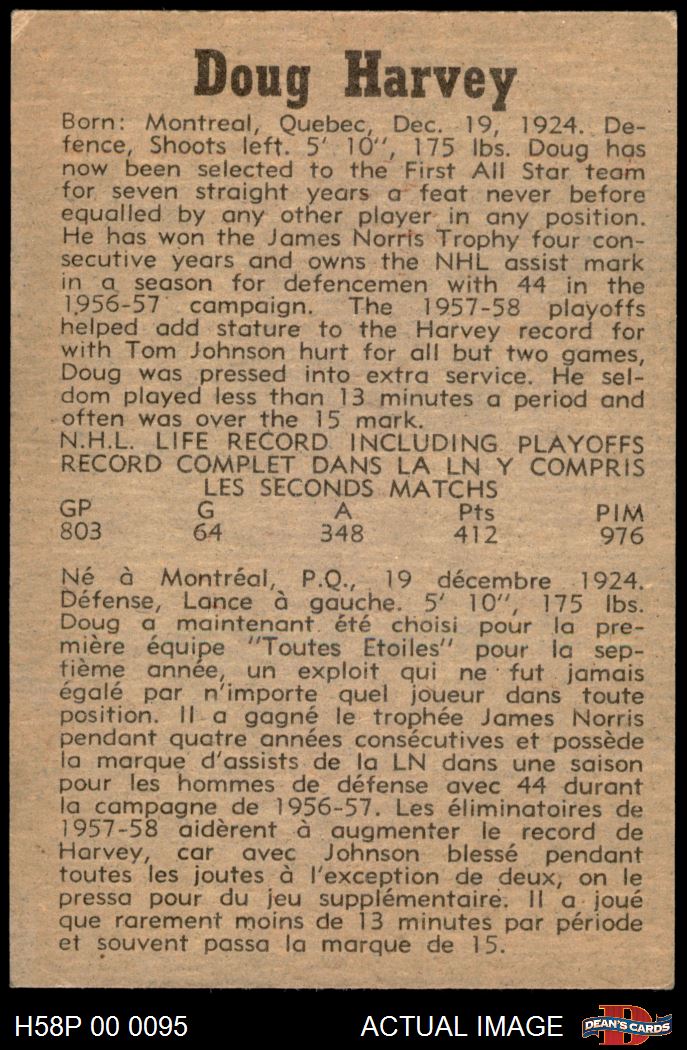 Doug Harvey
Born: Montreal, Quebec, Dec. 19, 1924. De-
fence, Shoots left. 5' 10", 175 lbs. Doug has
now been selected to the First All Star team
for seven straight years a feat never before
equalled by any other player in any position.
He has won the James Norris Trophy four con-
secutive years and owns the NHL assist mark
in a season for defencemen with 44 in the
1956-57 campaign. The 1957-58 playoffs
helped add stature to the Harvey record for
with Tom Johnson hurt for all but two games,
Doug was pressed into extra service. He sel-
dom played less than 13 minutes a period and
often was over the 15 mark.
N.H.L. LIFE RECORD INCLUDING PLAYOFFS
RECORD COMPLET DANS LA LN Y COMPRIS
LES SECONDS MATCHS
GP G A Pts PIM
803 64 348 412 976
Né à Montréal, P.Q., 19 décembre 1924.
Défense, Lance à gauche. 5' 10", 175 lbs.
Doug a maintenant été choisi pour la pre-
mière équipe "Toutes Etoiles" pour la sep-
tième année, un exploit qui ne fut jamais
égalé par n'importe quel joueur dans toute
position. Il a gagné le trophée James Norris
pendant quatre années consécutives et possède
la marque d'assists de la LN dans une saison
pour les hommes de défense avec 44 durant
la campagne de 1956-57. Les éliminatoires de
1957-58 aidèrent à augmenter le record de
Harvey, car avec Johnson blessé pendant
toutes les joutes à l'exception de deux, on le
pressa pour du jeu supplémentaire. Il a joué
que rarement moins de 13 minutes par période
et souvent passa la marque de 15.
H58P 00 0095 ACTUAL IMAGE DEAN'S CARDS